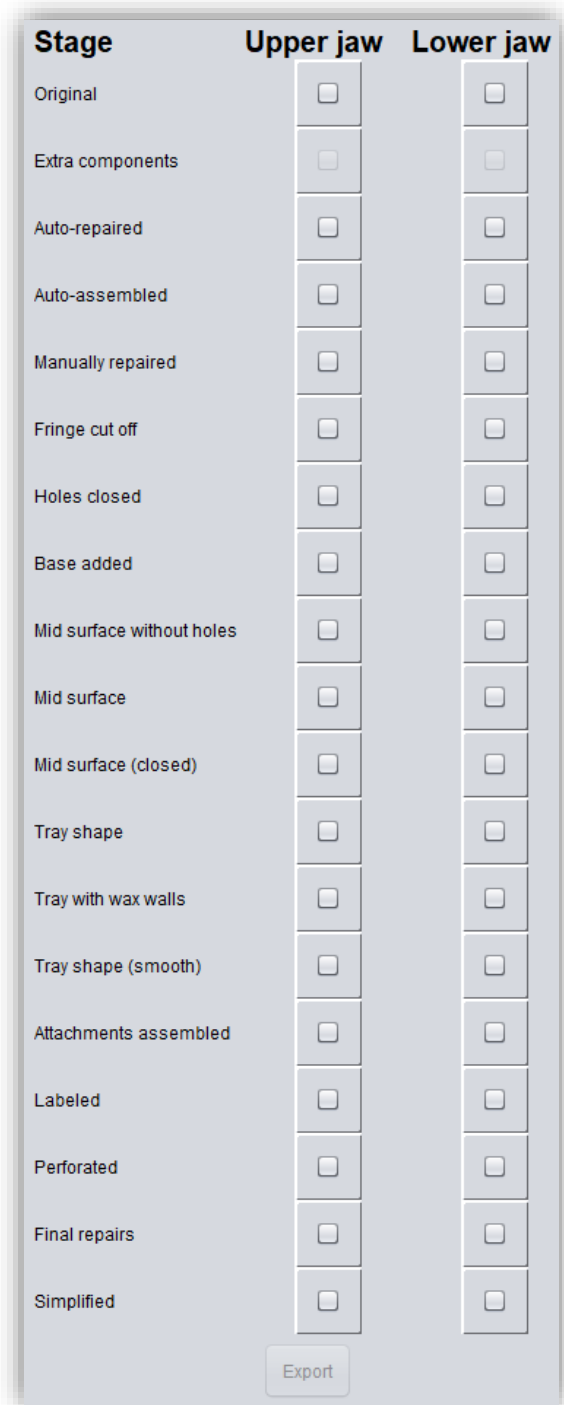 Stage Upper jaw Lower jaw
Original
Extra components
Auto-repaired
Auto-assembled
Manually repaired
Fringe cut off
Holes closed
Base added
Mid surface without holes
Mid surface
Mid surface (closed)
Tray shape
Tray with wax walls
Tray shape (smooth)
Attachments assembled
Labeled
Perforated
Final repairs
Simplified
Export